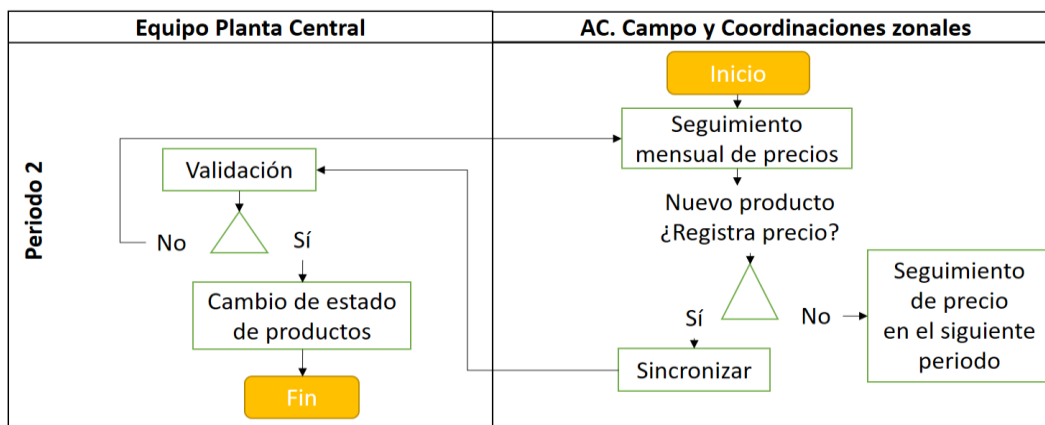 Equipo Planta Central
AC. Campo y Coordinaciones zonales
Periodo 2
Inicio
Seguimiento
mensual de precios
Validación
Nuevo producto
¿Registra precio?
No
Sí
Cambio de estado
de productos
Fin
Sí
No
Seguimiento
de precio
en el siguiente
periodo
Sincronizar